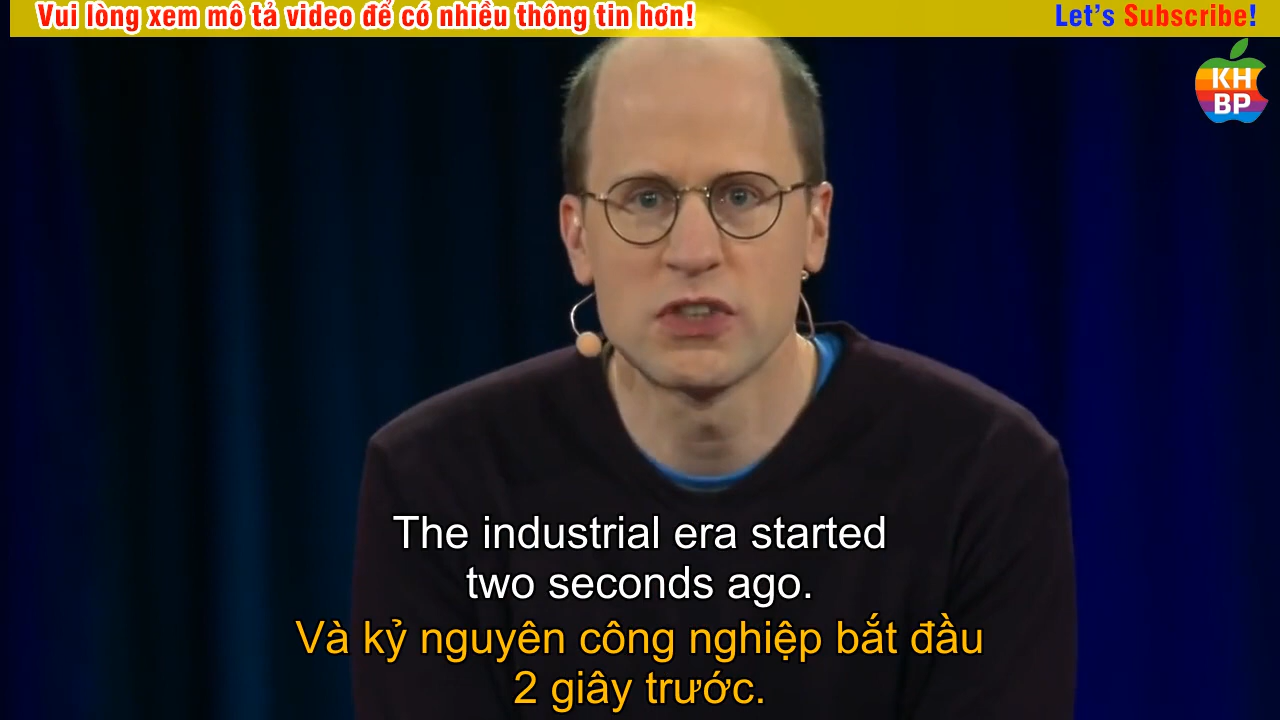 Vui lòng xem mô tả video để có nhiều thông tin hơn!
Let's Subscribe!
KH
BP
The industrial era started
two seconds ago.
Và kỷ nguyên công nghiệp bắt đầu
2 giây trước.